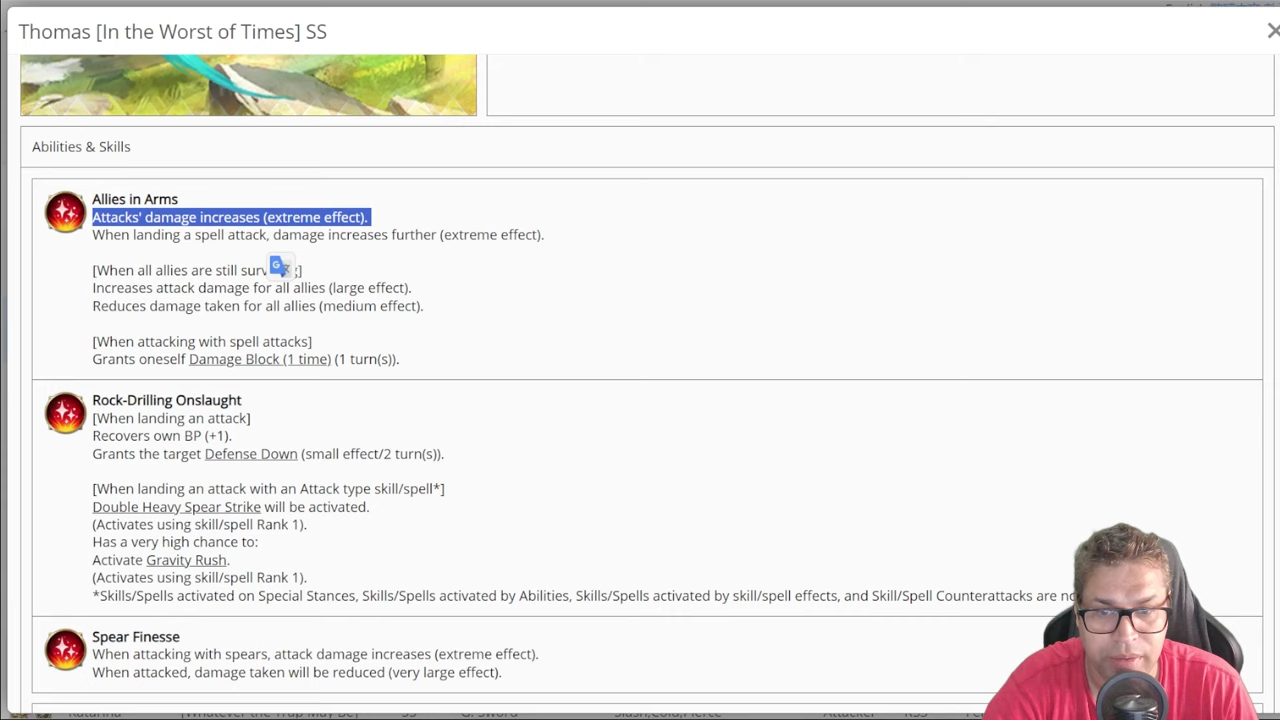 Thomas [In the Worst of Times] SS
Abilities & Skills
Allies in Arms
Attacks' damage increases (extreme effect).
When landing a spell attack, damage increases further (extreme effect).
[When all allies are still
Increases attack damage for all allies (large effect).
Reduces damage taken for all allies (medium effect).
[When attacking with spell attacks]
Grants oneself Damage Block (1 time) (1 turn(s)).
Rock-Drilling Onslaught
[When landing an attack]
Recovers own BP (+1).
Grants the target Defense Down (small effect/2 turn(s)).
[When landing an attack with an Attack type skill/spell*]
Double Heavy Spear Strike will be activated.
(Activates using skill/spell Rank 1).
Has a very high chance to:
Activate Gravity Rush.
(Activates using skill/spell Rank 1).
*Skills/Spells activated on Special Stances, Skills/Spells activated by Abilities, Skills/Spells activated by skill/spell effects, and Skill/Spell Counterattacks are
Spear Finesse
When attacking with spears, attack damage increases (extreme effect).
When attacked, damage taken will be reduced (very large effect).